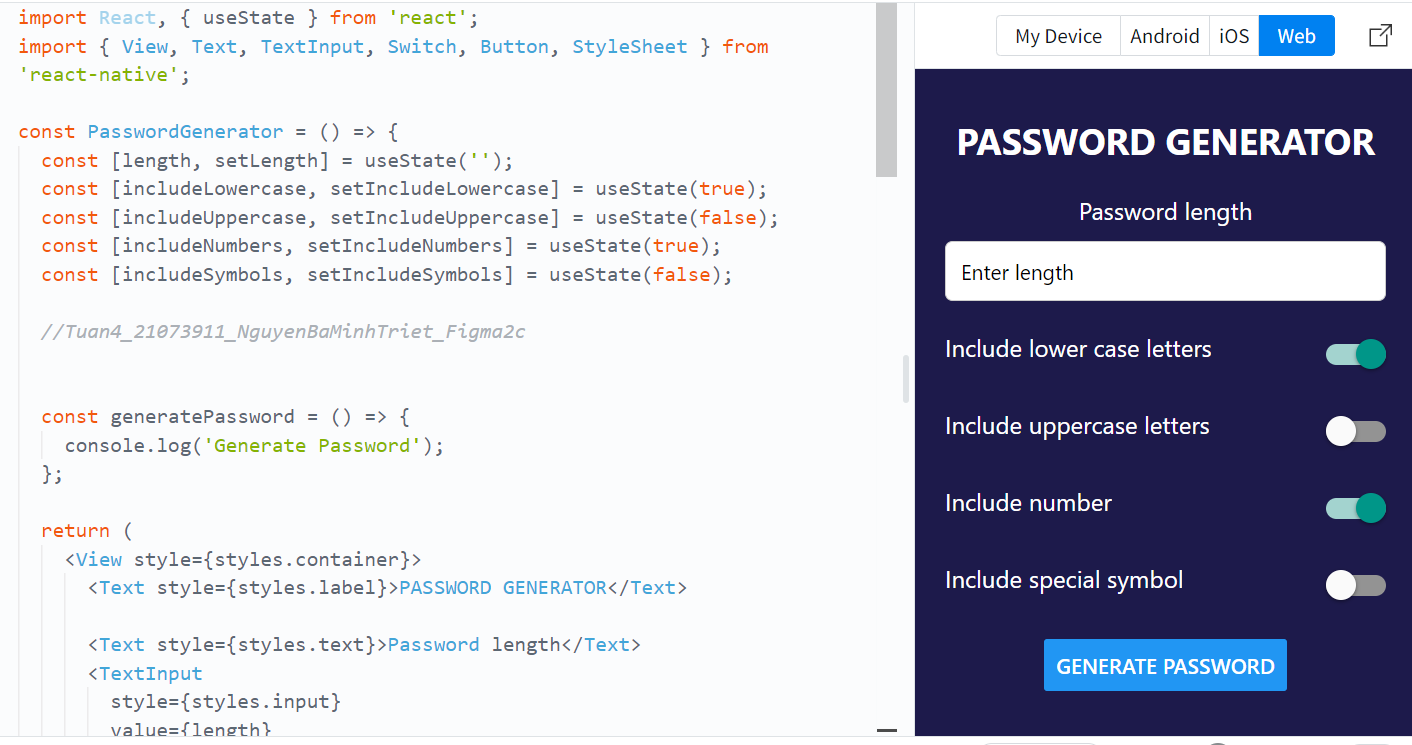 import React, { useState } from 'react';
import { View, Text, TextInput, Switch, Button, StyleSheet } from
'react-native';
const PasswordGenerator = () => {
const [length, setLength] = useState('');
const [includeLowercase, setIncludeLowercase] = useState(true);
const [includeUppercase, setIncludeUppercase] = useState(false);
const [includeNumbers, setIncludeNumbers] = useState(true);
const [includeSymbols, setIncludeSymbols] = useState(false);
//Tuan4_21073911_NguyenBaMinhTriet_Figma2c
const generatePassword = () => {
console.log('Generate Password');
};
return (
<View style={styles.container}>
<Text style={styles.label}>PASSWORD GENERATOR</Text>
<Text style={styles.text}>Password length</Text>
<TextInput
style={styles.input}
value={length}
My Device
Android
iOS
Web
PASSWORD GENERATOR
Password length
Enter length
Include lower case letters
Include uppercase letters
Include number
Include special symbol
GENERATE PASSWORD